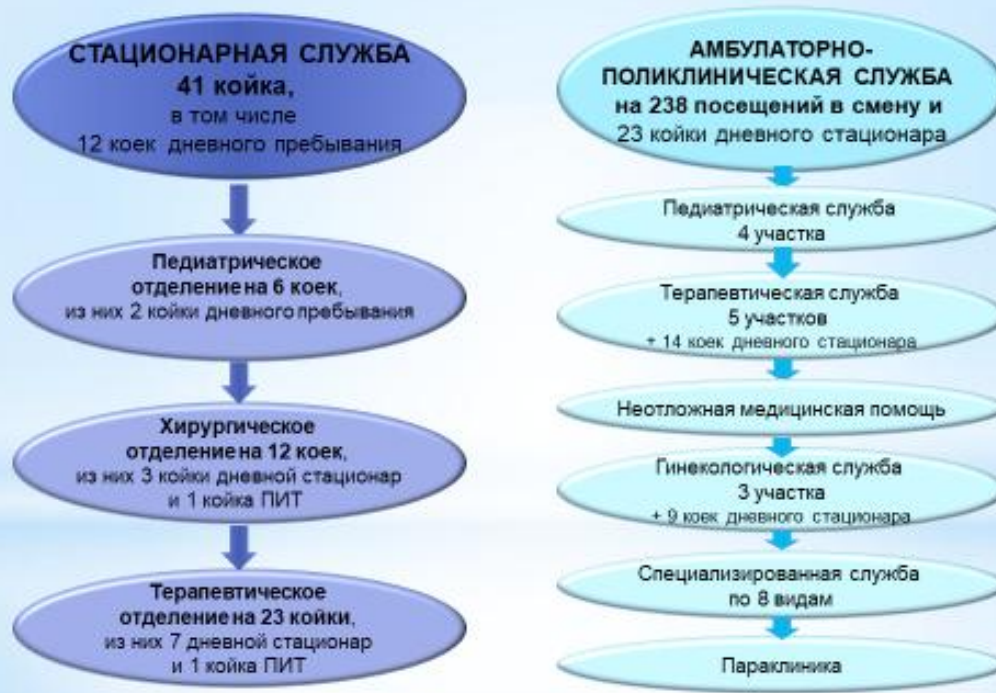 СТАЦИОНАРНАЯ СЛУЖБА
41 койка,
в том числе
12 коек дневного пребывания
Педиатрическое
отделение на 6 коек,
из них 2 койки дневного пребывания
Хирургическое
отделение на 12 коек,
из них 3 койки дневной стационар
и 1 койка ПИТ
Терапевтическое
отделение на 23 койки,
из них 7 дневной стационар
и 1 койка ПИТ
АМБУЛАТОРНО-
ПОЛИКЛИНИЧЕСКАЯ СЛУЖБА
на 238 посещений в смену и
23 койки дневного стационара
Педиатрическая служба
4 участка
Терапевтическая служба
5 участков
+ 14 коек дневного стационара
Неотложная медицинская помощь
Гинекологическая служба
3 участка
+ 9 коек дневного стационара
Специализированная служба
по 8 видам
Параклиника